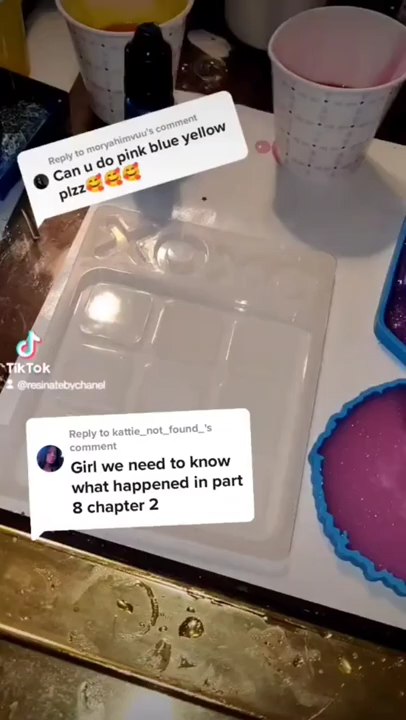 Reply to moryahimvuu's comment
Can u do pink blue yellow
plzz🥰🥰🥰
TikTok
@resinatebychanel
Reply to kattie_not_found_'s
comment
Girl we need to know
what happened in part
8 chapter 2